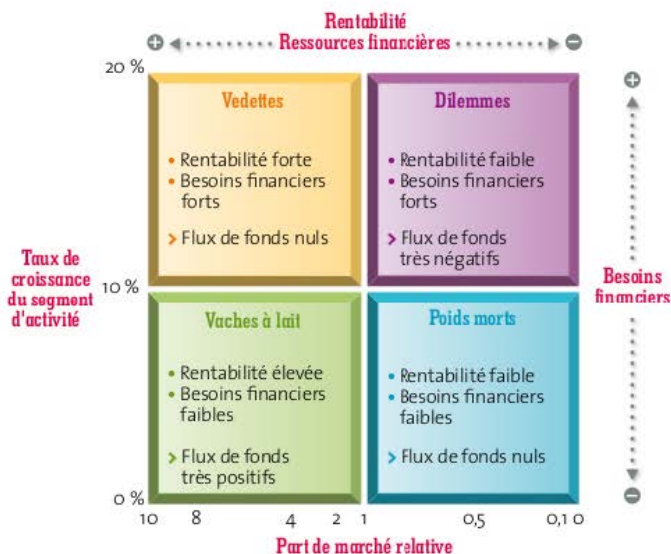 Rentabilité
Ressources financières
+
−
20 %
Vedettes
• Rentabilité forte
• Besoins financiers
forts
> Flux de fonds nuls
Dilemmes
• Rentabilité faible
• Besoins financiers
forts
> Flux de fonds
très négatifs
+
Taux de
croissance
du segment
d'activité
10 %
Besoins
financiers
Vaches à lait
• Rentabilité élevée
• Besoins financiers
faibles
> Flux de fonds
très positifs
Poids morts
• Rentabilité faible
• Besoins financiers
faibles
> Flux de fonds nuls
−
0 %
10 8 4 2 1 0,5 0,1 0
Part de marché relative